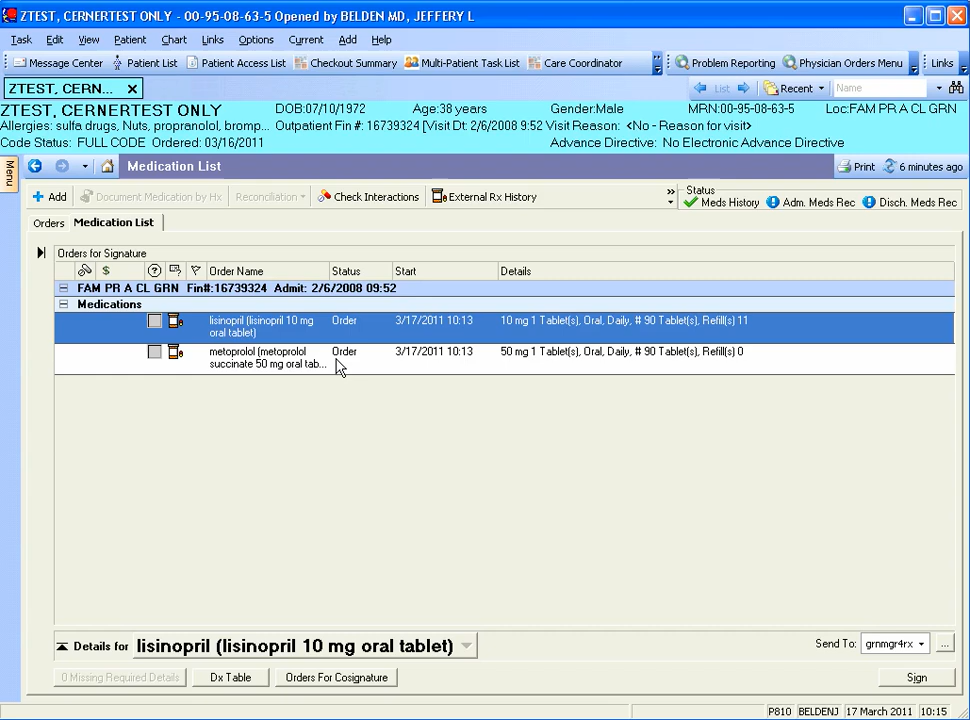 ZTEST, CERNERTEST ONLY - 00-95-08-63-5 Opened by BELDEN MD, JEFFERY L
Task Edit View Patient Chart Links Options Current Add Help
Message Center Patient List Patient Access List Checkout Summary Multi-Patient Task List Care Coordinator Problem Reporting Physician Orders Menu Links
ZTEST, CERN... List Recent Name
ZTEST, CERNERTEST ONLY DOB:07/10/1972 Age:38 years Gender:Male MRN:00-95-08-63-5 Loc:FAM PR A CL GRN
Allergies: sulfa drugs, Nuts, propranolol, bromp... Outpatient Fin #: 16739324 [Visit Dt: 2/6/2008 9:52 Visit Reason: <No - Reason for visit>
Code Status: FULL CODE Ordered: 03/16/2011 Advance Directive: No Electronic Advance Directive
Menu
Medication List Print 6 minutes ago
+ Add Document Medication by Hx Reconciliation Check Interactions External Rx History
Status
Meds History Adm. Meds Rec Disch. Meds Rec
Orders Medication List
Orders for Signature
$ Order Name Status Start Details
FAM PR A CL GRN Fin#:16739324 Admit: 2/6/2008 09:52
Medications
lisinopril (lisinopril 10 mg Order 3/17/2011 10:13 10 mg 1 Tablet(s), Oral, Daily, # 90 Tablet(s), Refill(s) 11
oral tablet)
metoprolol (metoprolol Order 3/17/2011 10:13 50 mg 1 Tablet(s), Oral, Daily, # 90 Tablet(s), Refill(s) 0
succinate 50 mg oral tab...
Details for lisinopril (lisinopril 10 mg oral tablet) Send To: grnmgr4rx ...
0 Missing Required Details Dx Table Orders For Cosignature Sign
P810 BELDENJ 17 March 2011 10:15